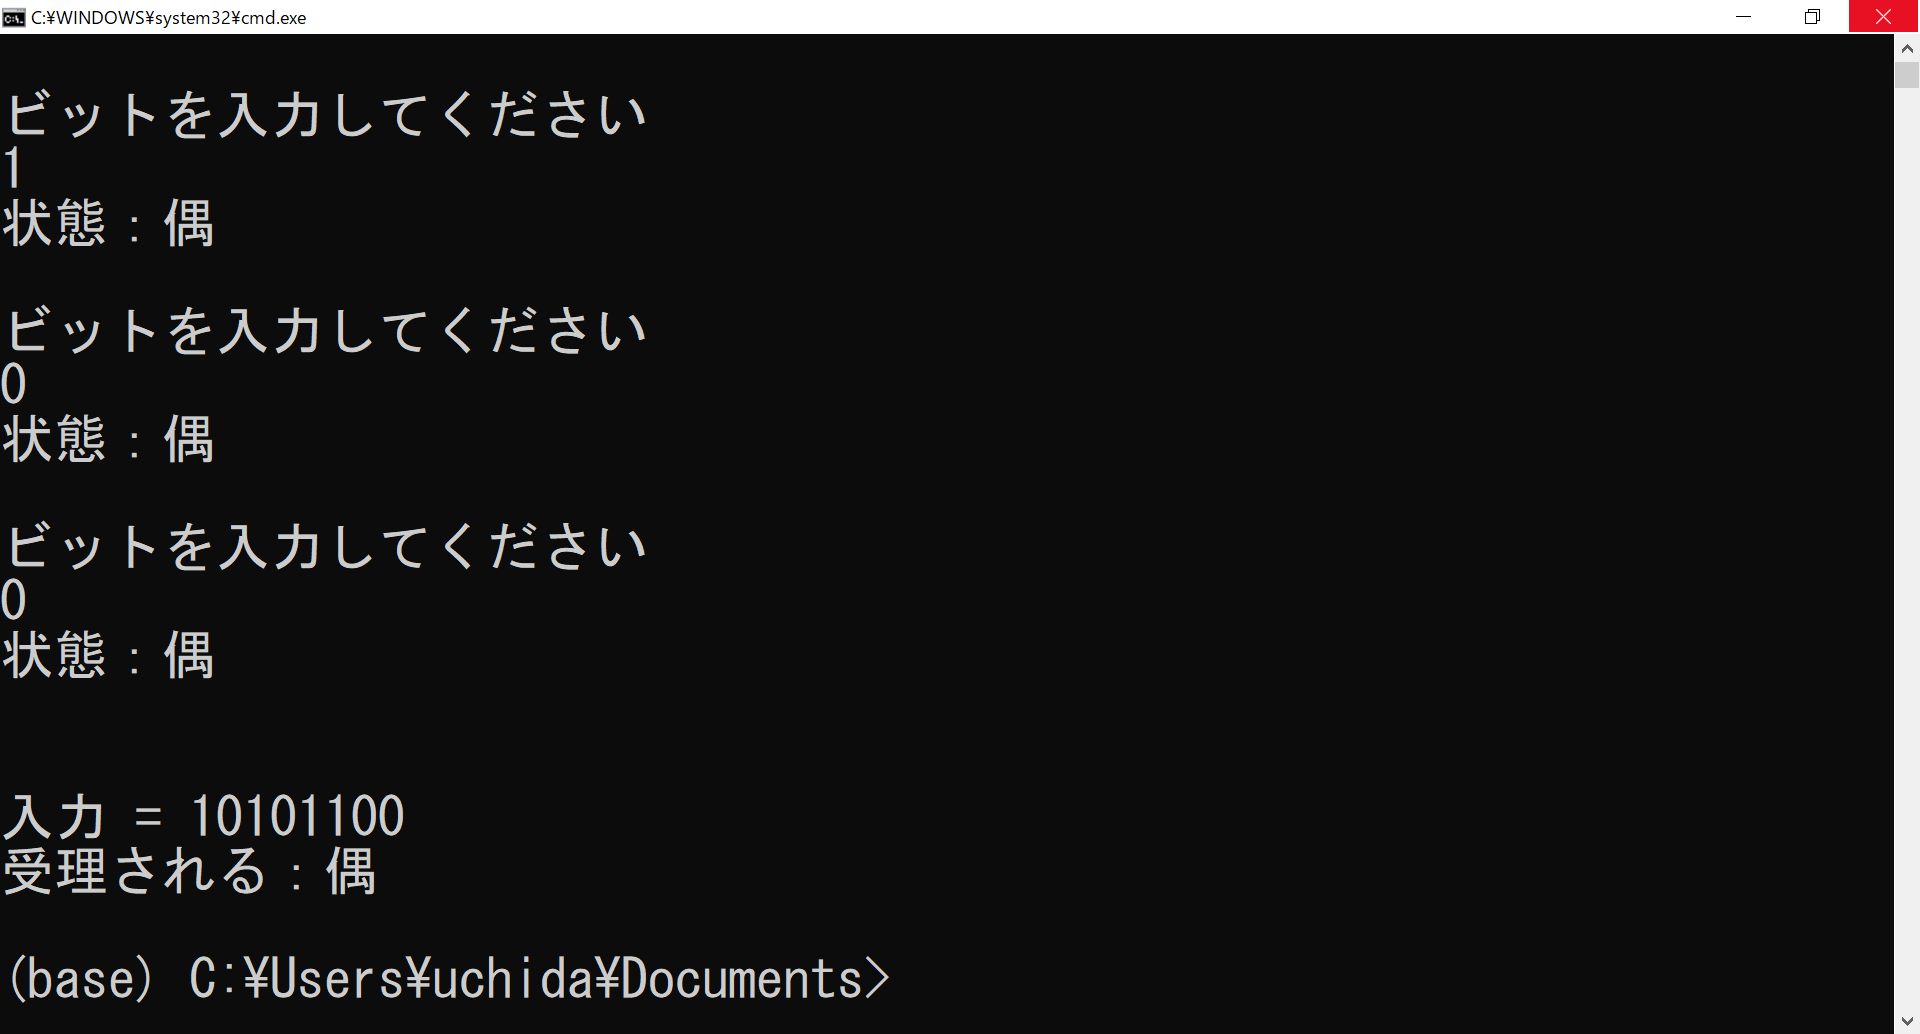 C:¥WINDOWS¥system32¥cmd.exe
ビットを入力してください
1
状態：偶
ビットを入力してください
0
状態：偶
ビットを入力してください
0
状態：偶
入力 = 10101100
受理される：偶
(base) C:¥Users¥uchida¥Documents>